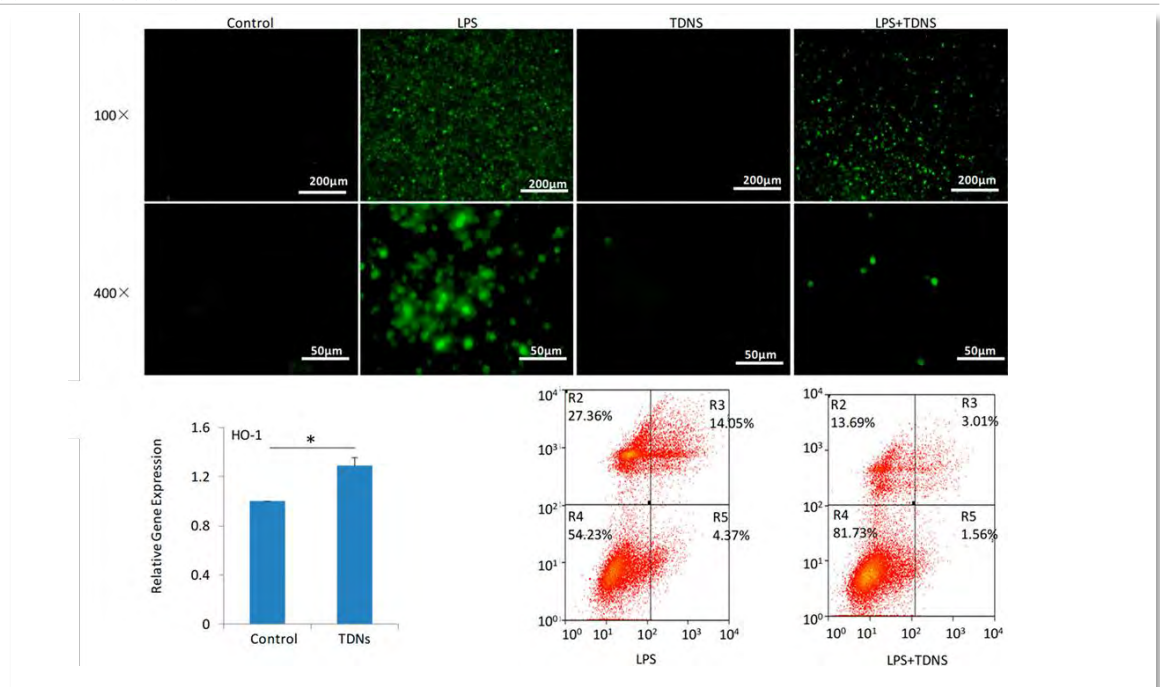 Control LPS TDNS LPS+TDNS
100×
200μm 200μm 200μm 200μm
400×
50μm 50μm 50μm 50μm
Relative Gene Expression
1.6
1.2
0.8
0.4
0
HO-1
*
Control TDNs
10⁴
10³
10²
10¹
10⁰
R2
27.36%
R3
14.05%
R4
54.23%
R5
4.37%
10⁰ 10¹ 10² 10³ 10⁴
LPS
10⁴
10³
10²
10¹
10⁰
R2
13.69%
R3
3.01%
R4
81.73%
R5
1.56%
10⁰ 10¹ 10² 10³ 10⁴
LPS+TDNS